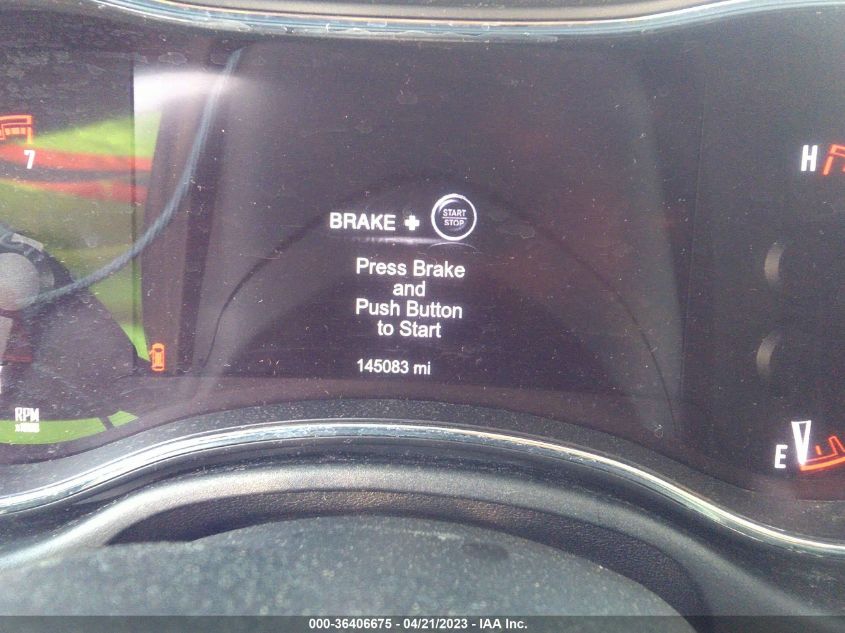 7
H
BRAKE + START
STOP
Press Brake
and
Push Button
to Start
145083 mi
RPM
E
000-36406675 - 04/21/2023 - IAA Inc.